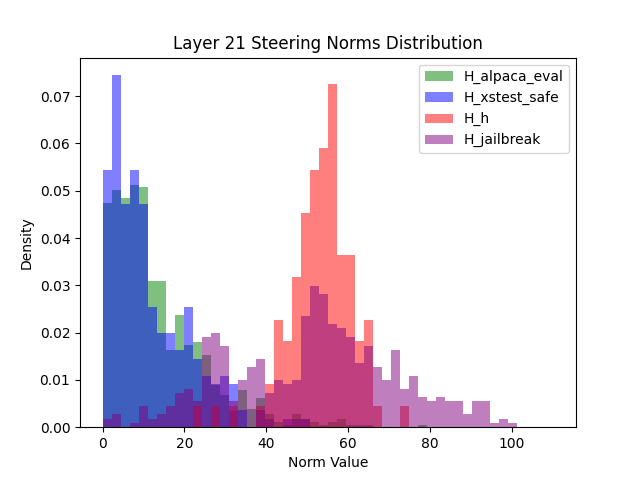 Layer 21 Steering Norms Distribution
H_alpaca_eval
H_xstest_safe
H_h
H_jailbreak
0.07
0.06
0.05
0.04
0.03
0.02
0.01
0.00
Density
0 20 40 60 80 100
Norm Value